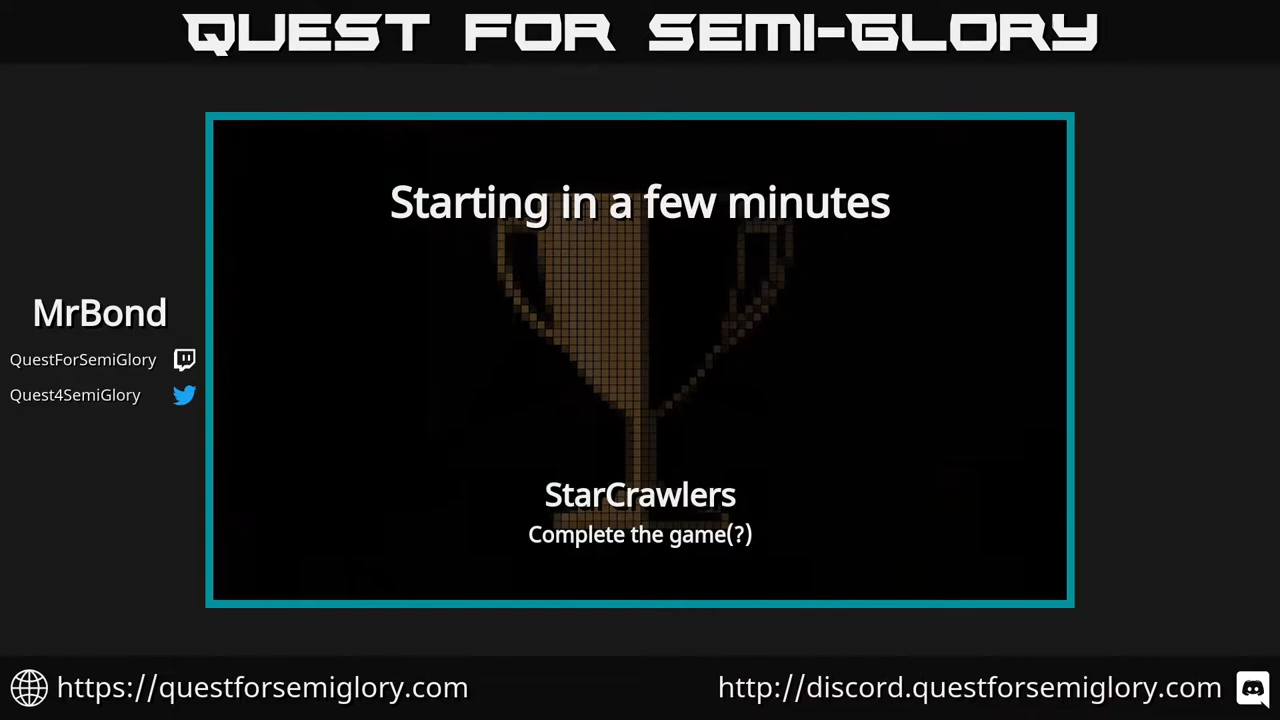 QUEST FOR SEMI-GLORY
Starting in a few minutes
MrBond
QuestForSemiGlory
Quest4SemiGlory
StarCrawlers
Complete the game(?)
https://questforsemiglory.com
http://discord.questforsemiglory.com